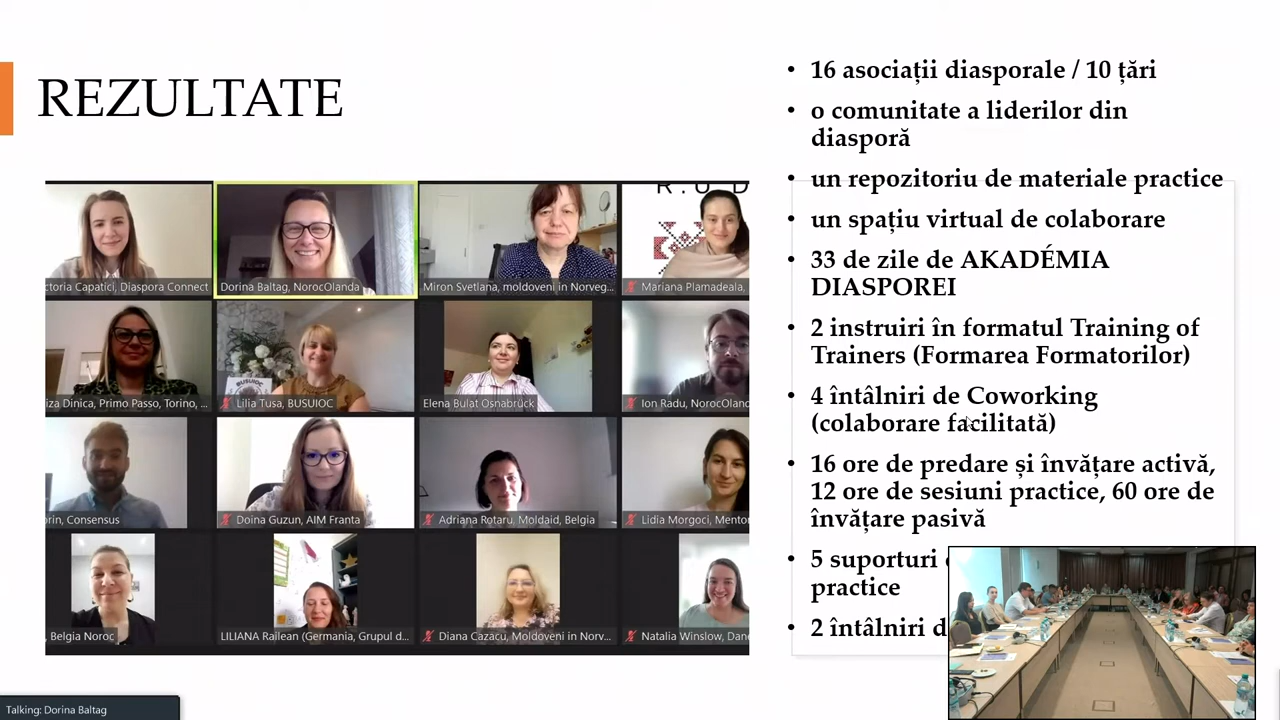 REZULTATE
16 asociații diasporale / 10 țări
o comunitate a liderilor din
diasporă
un repozitoriu de materiale practice
un spațiu virtual de colaborare
33 de zile de AKADÉMIA
DIASPOREI
2 instruiri în formatul Training of
Trainers (Formarea Formatorilor)
4 întâlniri de Coworking
(colaborare facilitată)
16 ore de predare și învățare activă,
12 ore de sesiuni practice, 60 ore de
învățare pasivă
5 suporturi
practice
2 întâlniri
R.U.D
Capatici, Diaspora Connect
Dorina Baltag, NorocOlanda
Miron Svetlana, moldoveni in Norveg...
Mariana Plamadeala,
Dinica, Primo Passo, Torino, ...
BUSUIOC
Lilia Tusa, BUSUIOC
Elena Bulat Osnabrück
Ion Radu,
Consensus
Doina Guzun, AIM Franta
Adriana Rotaru, Moldaid, Belgia
Lidia Morgoci,
, Belgia Noroc
LILIANA Railean (Germania, Grupul d...
Diana Cazacu, Moldoveni in Norv...
Natalia Winslow,
Talking: Dorina Baltag